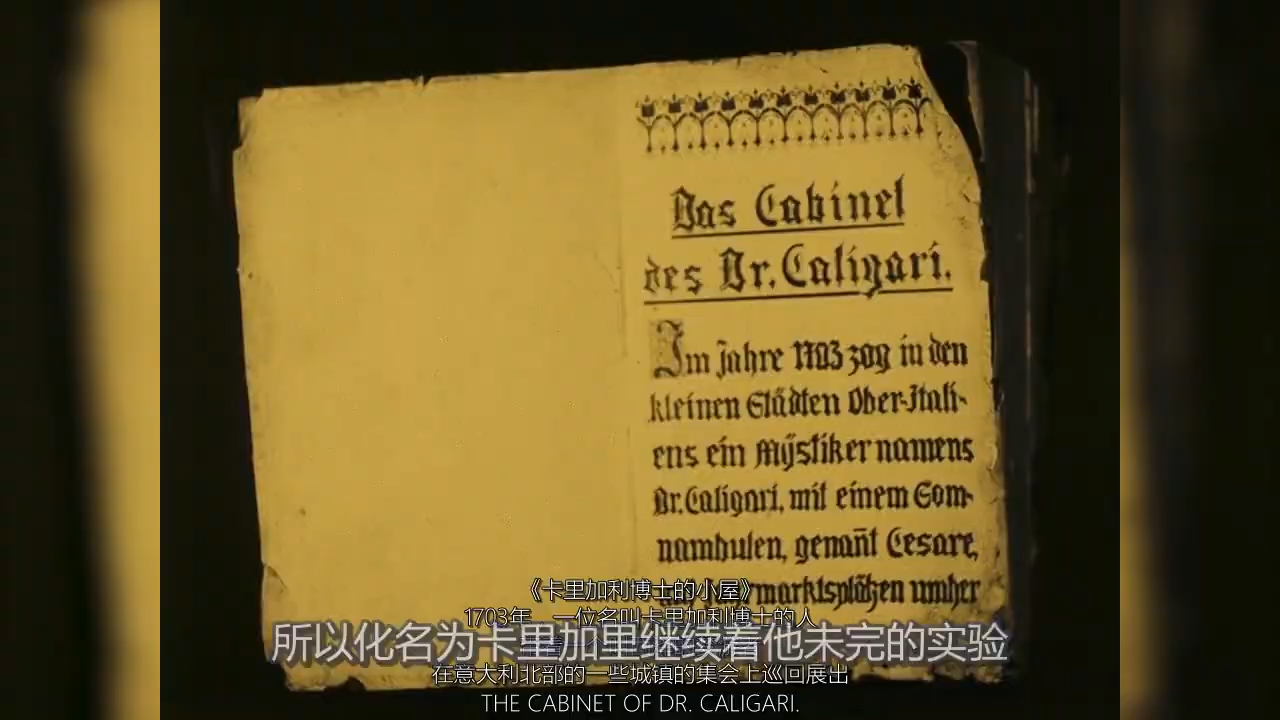 Das Cabinet
des Dr. Caligari.
Im Jahre 1703 zog in den
kleinen Städten Ober-Itali-
ens ein Mÿstiker namens
Dr. Caligari, mit einem Som-
nambulen, genañt Cesare,
marktsplätzen umher
《卡里加利博士的小屋》
1703年 一位名叫卡里加利博士的人
所以化名为卡里加里继续着他未完的实验
在意大利北部的一些城镇的集会上巡回展出
THE CABINET OF DR. CALIGARI.